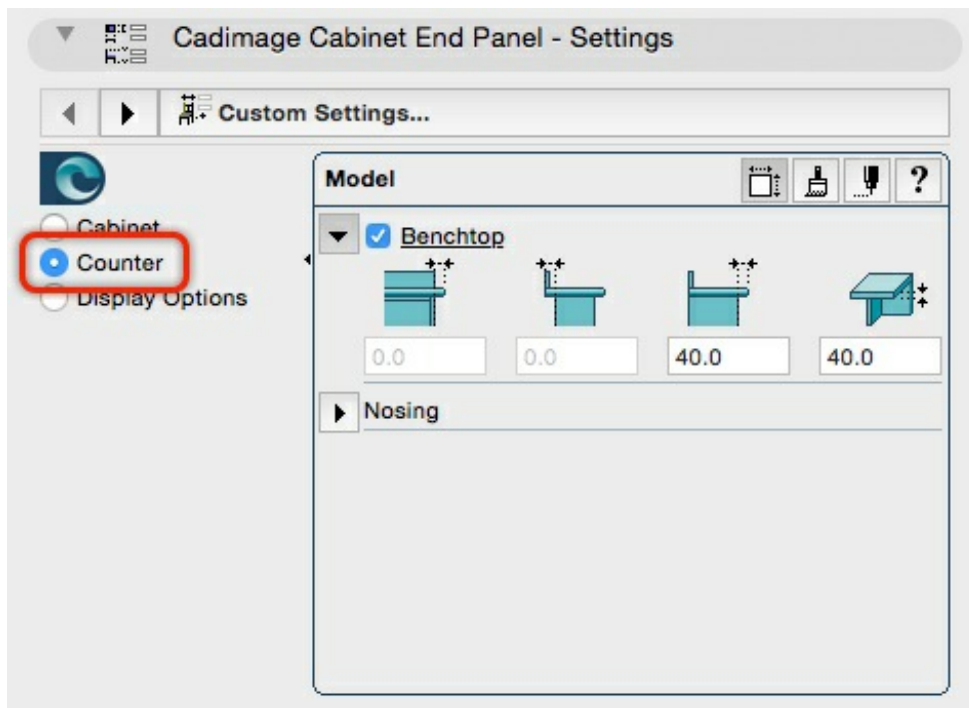 Cadimage Cabinet End Panel - Settings
Custom Settings...
Cabinet
Counter
Display Options
Model
?
Benchtop
0.0 0.0 40.0 40.0
Nosing